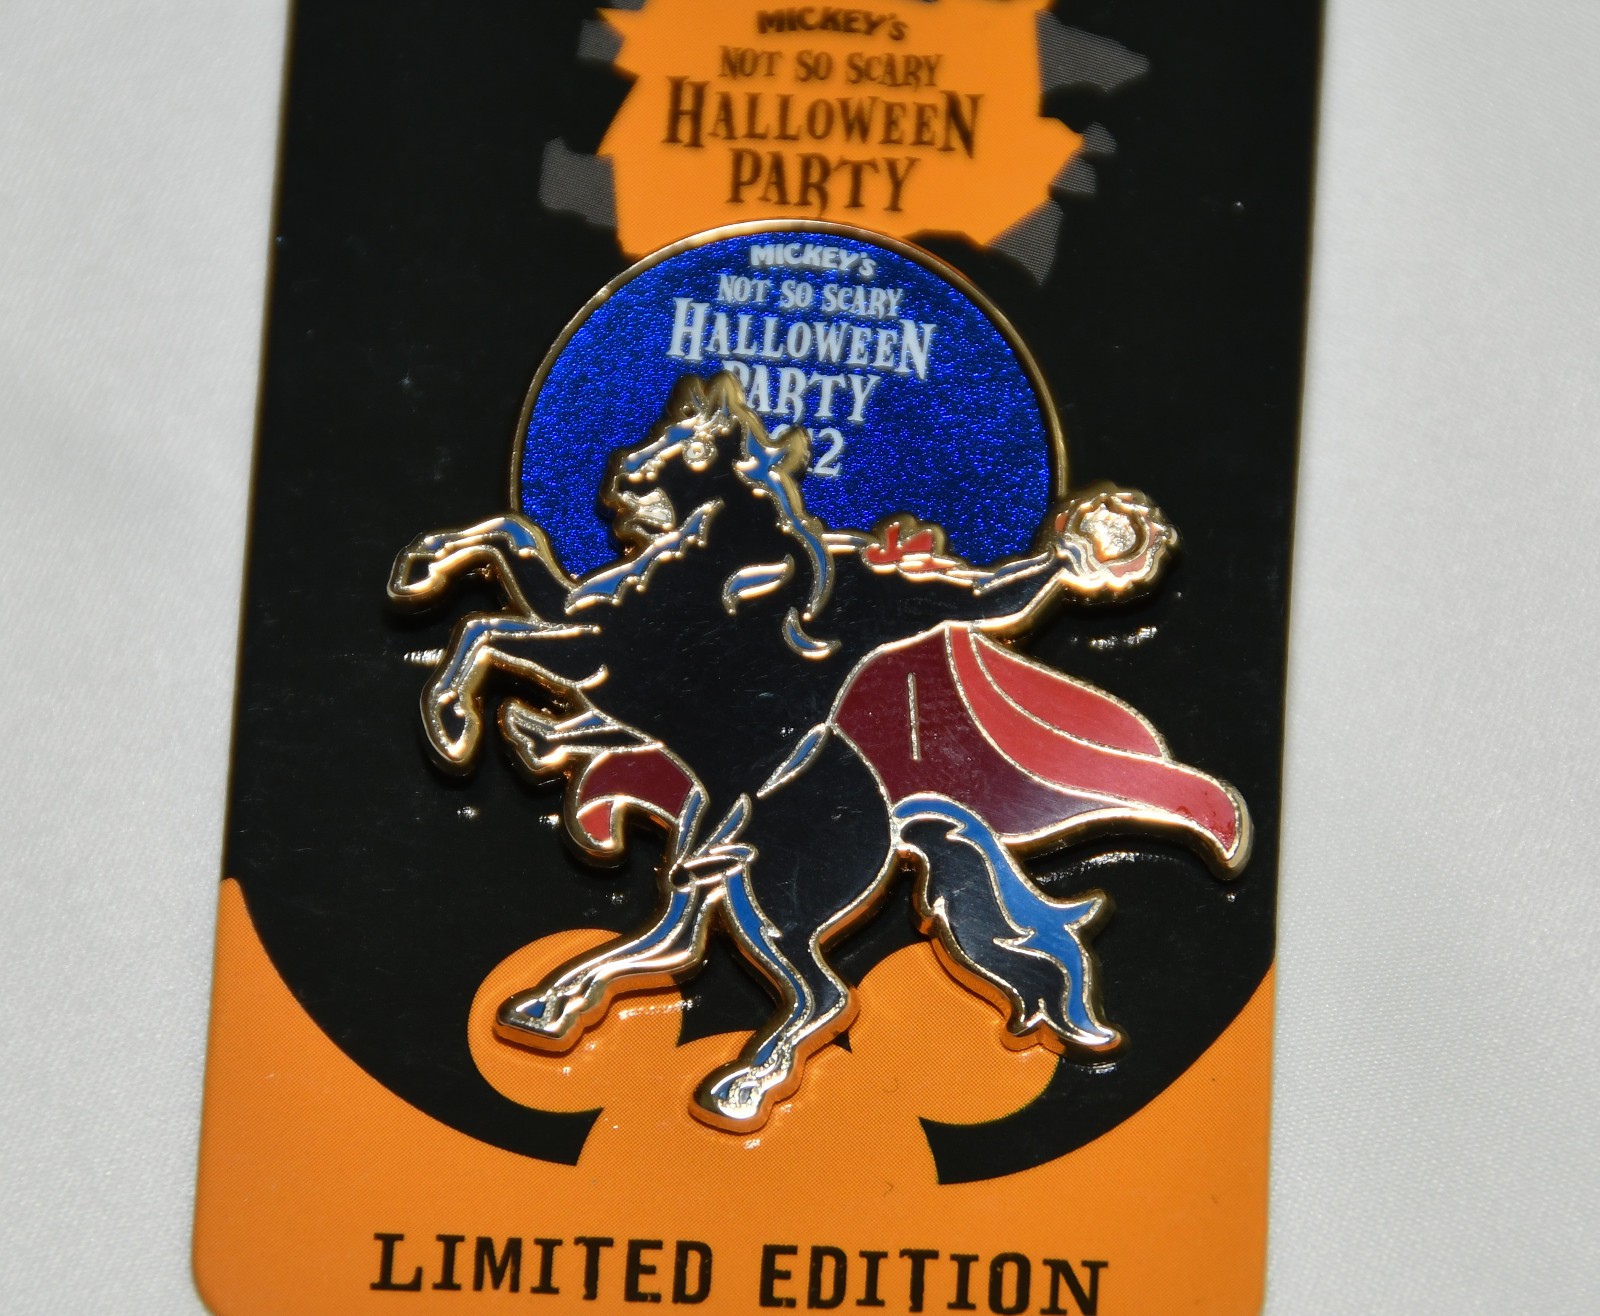 MICKEY'S
NOT SO SCARY
HALLOWEEN
PARTY
MICKEY'S
NOT SO SCARY
HALLOWEEN
PARTY
LIMITED EDITION